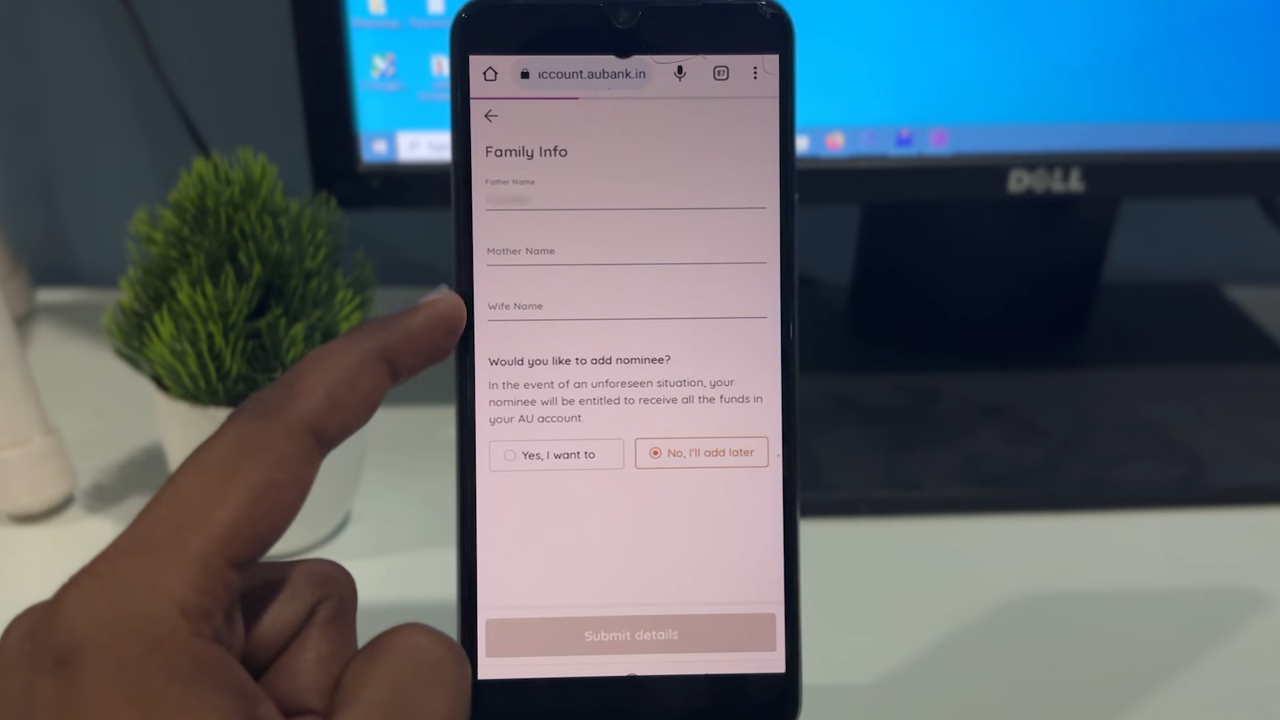 ccount.aubank.in
87
Family Info
Father Name
Mother Name
Wife Name
Would you like to add nominee?
In the event of an unforeseen situation, your
nominee will be entitled to receive all the funds in
your AU account.
Yes, I want to
No, I'll add later
Submit details
DELL